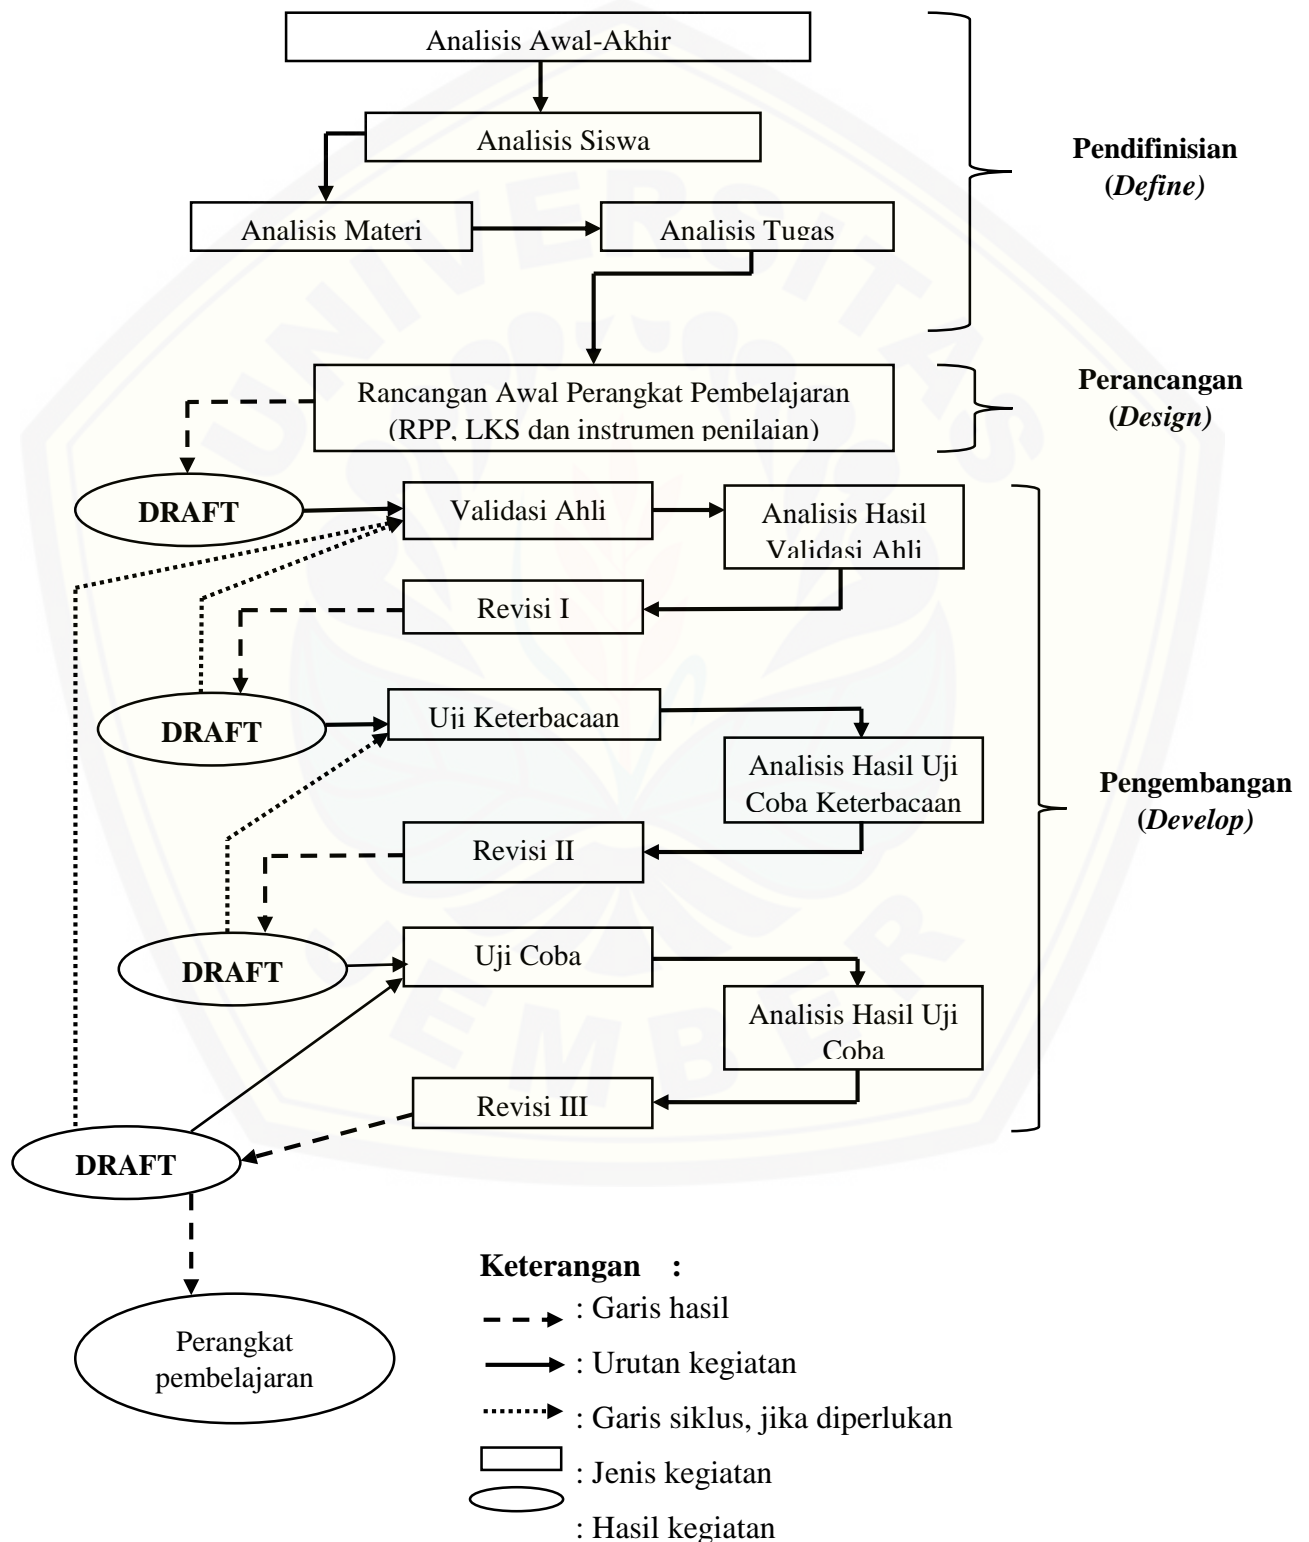 Analisis Awal-Akhir
Analisis Siswa
Pendifinisian
(Define)
Analisis Materi
Analisis Tugas
Rancangan Awal Perangkat Pembelajaran
(RPP, LKS dan instrumen penilaian)
Perancangan
(Design)
DRAFT
Validasi Ahli
Analisis Hasil
Validasi Ahli
Revisi I
DRAFT
Uji Keterbacaan
Analisis Hasil Uji
Coba Keterbacaan
Pengembangan
(Develop)
Revisi II
DRAFT
Uji Coba
Analisis Hasil Uji
Coba
Revisi III
DRAFT
Perangkat
pembelajaran
Keterangan :
: Garis hasil
: Urutan kegiatan
: Garis siklus, jika diperlukan
: Jenis kegiatan
: Hasil kegiatan
UNIVERSITAS
JEMBER